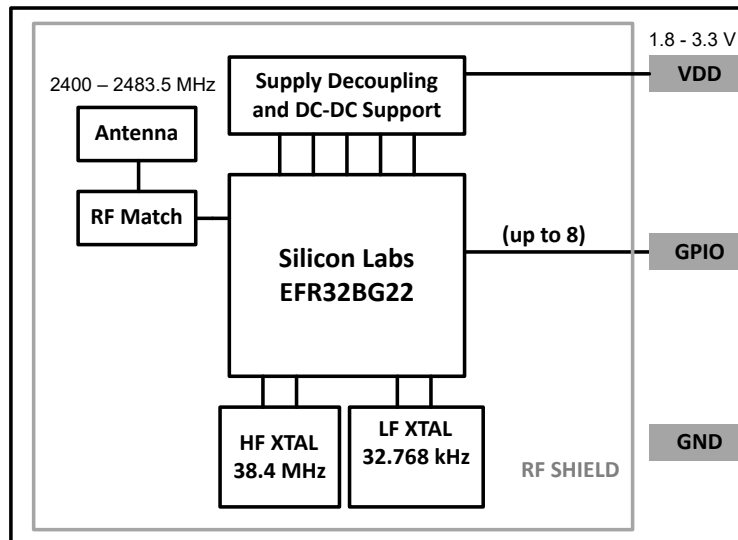 1.8 - 3.3 V
Supply Decoupling
and DC-DC Support
VDD
2400 – 2483.5 MHz
Antenna
RF Match
(up to 8)
GPIO
Silicon Labs
EFR32BG22
HF XTAL
38.4 MHz
LF XTAL
32.768 kHz
GND
RF SHIELD